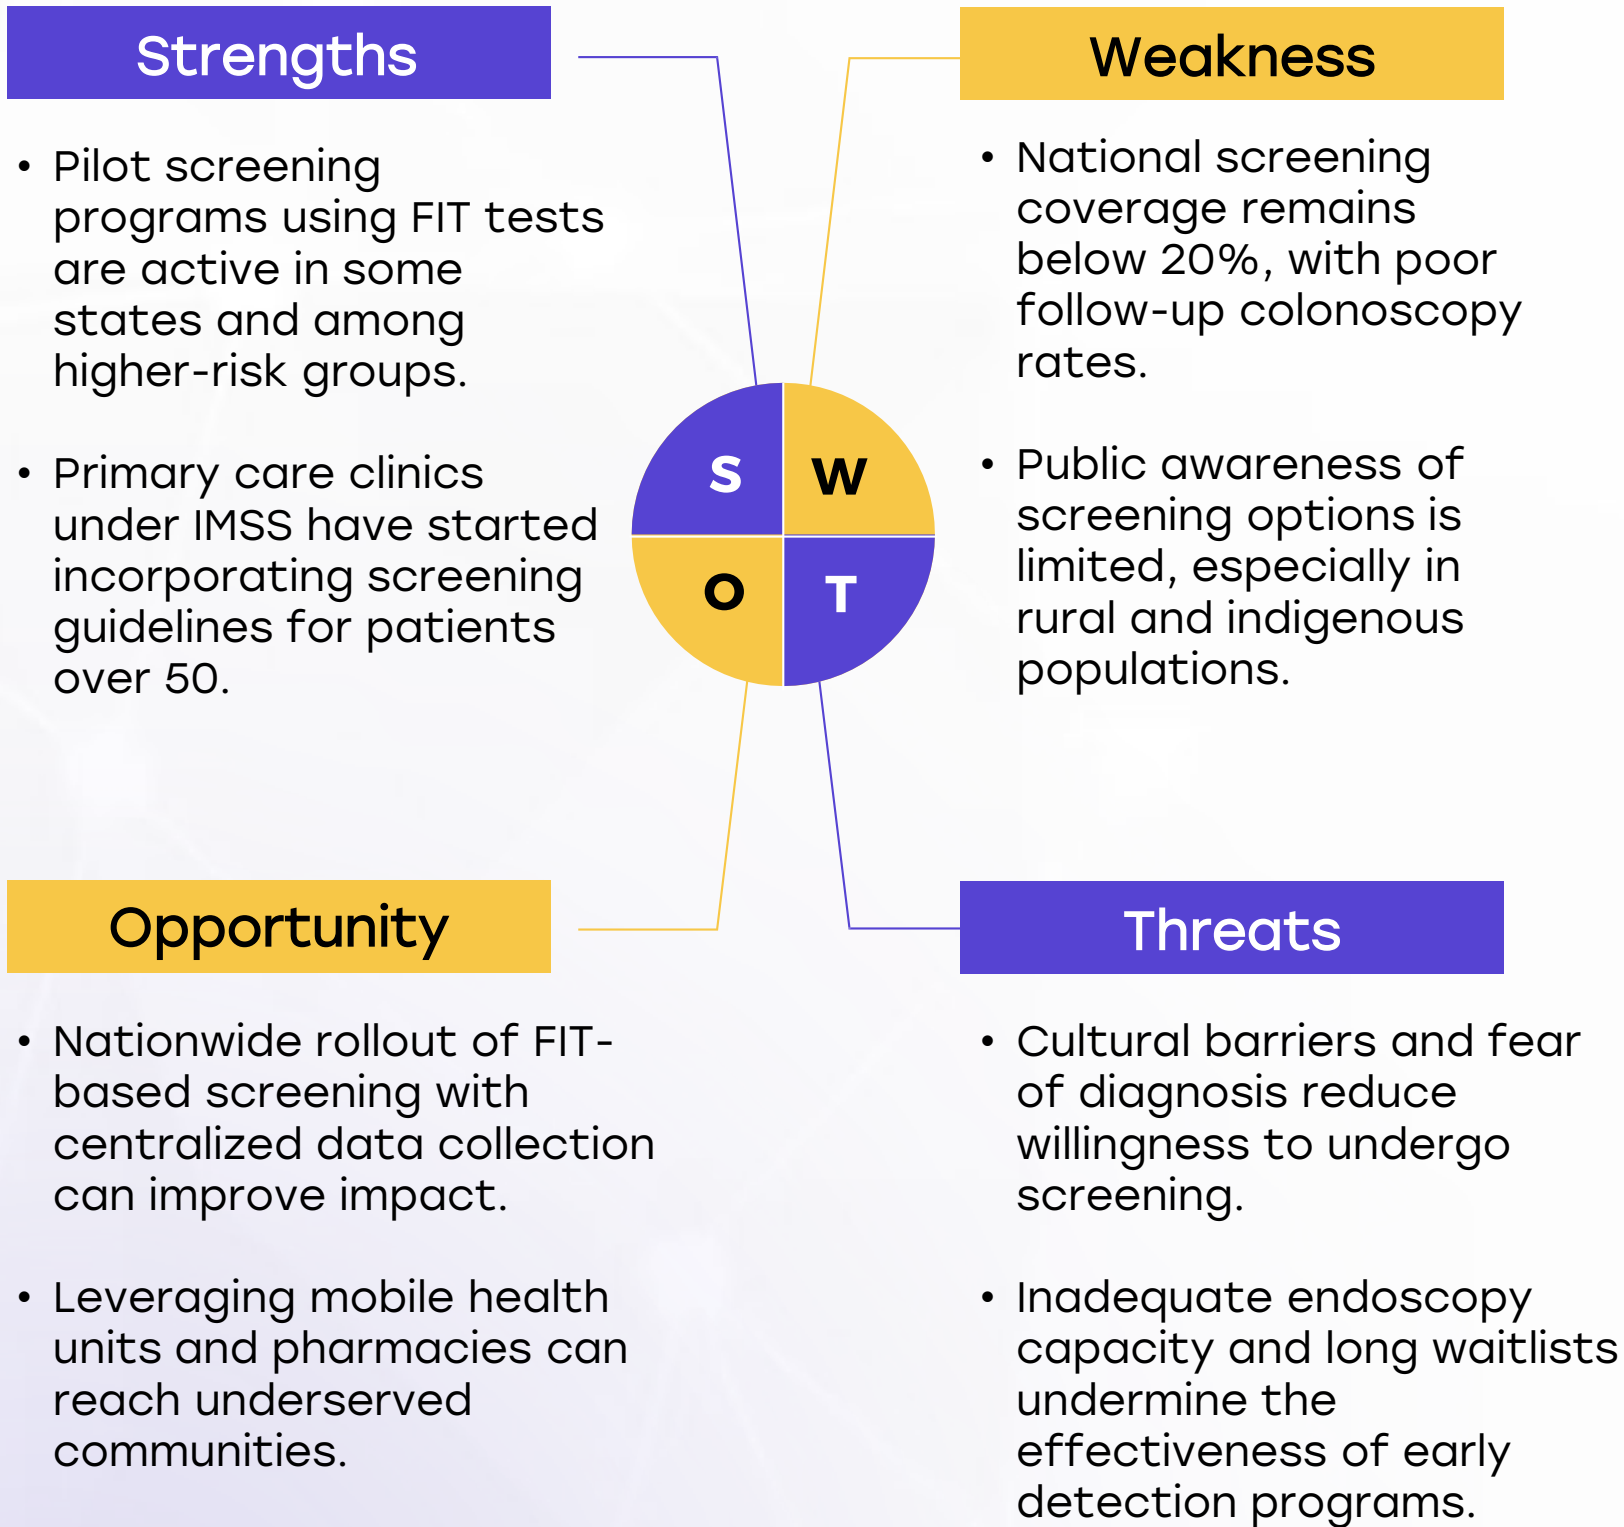 Strengths
• Pilot screening
programs using FIT tests
are active in some
states and among
higher-risk groups.
• Primary care clinics
under IMSS have started
incorporating screening
guidelines for patients
over 50.
Weakness
• National screening
coverage remains
below 20%, with poor
follow-up colonoscopy
rates.
• Public awareness of
screening options is
limited, especially in
rural and indigenous
populations.
S
W
O
T
Opportunity
• Nationwide rollout of FIT-
based screening with
centralized data collection
can improve impact.
• Leveraging mobile health
units and pharmacies can
reach underserved
communities.
Threats
• Cultural barriers and fear
of diagnosis reduce
willingness to undergo
screening.
• Inadequate endoscopy
capacity and long waitlists
undermine the
effectiveness of early
detection programs.